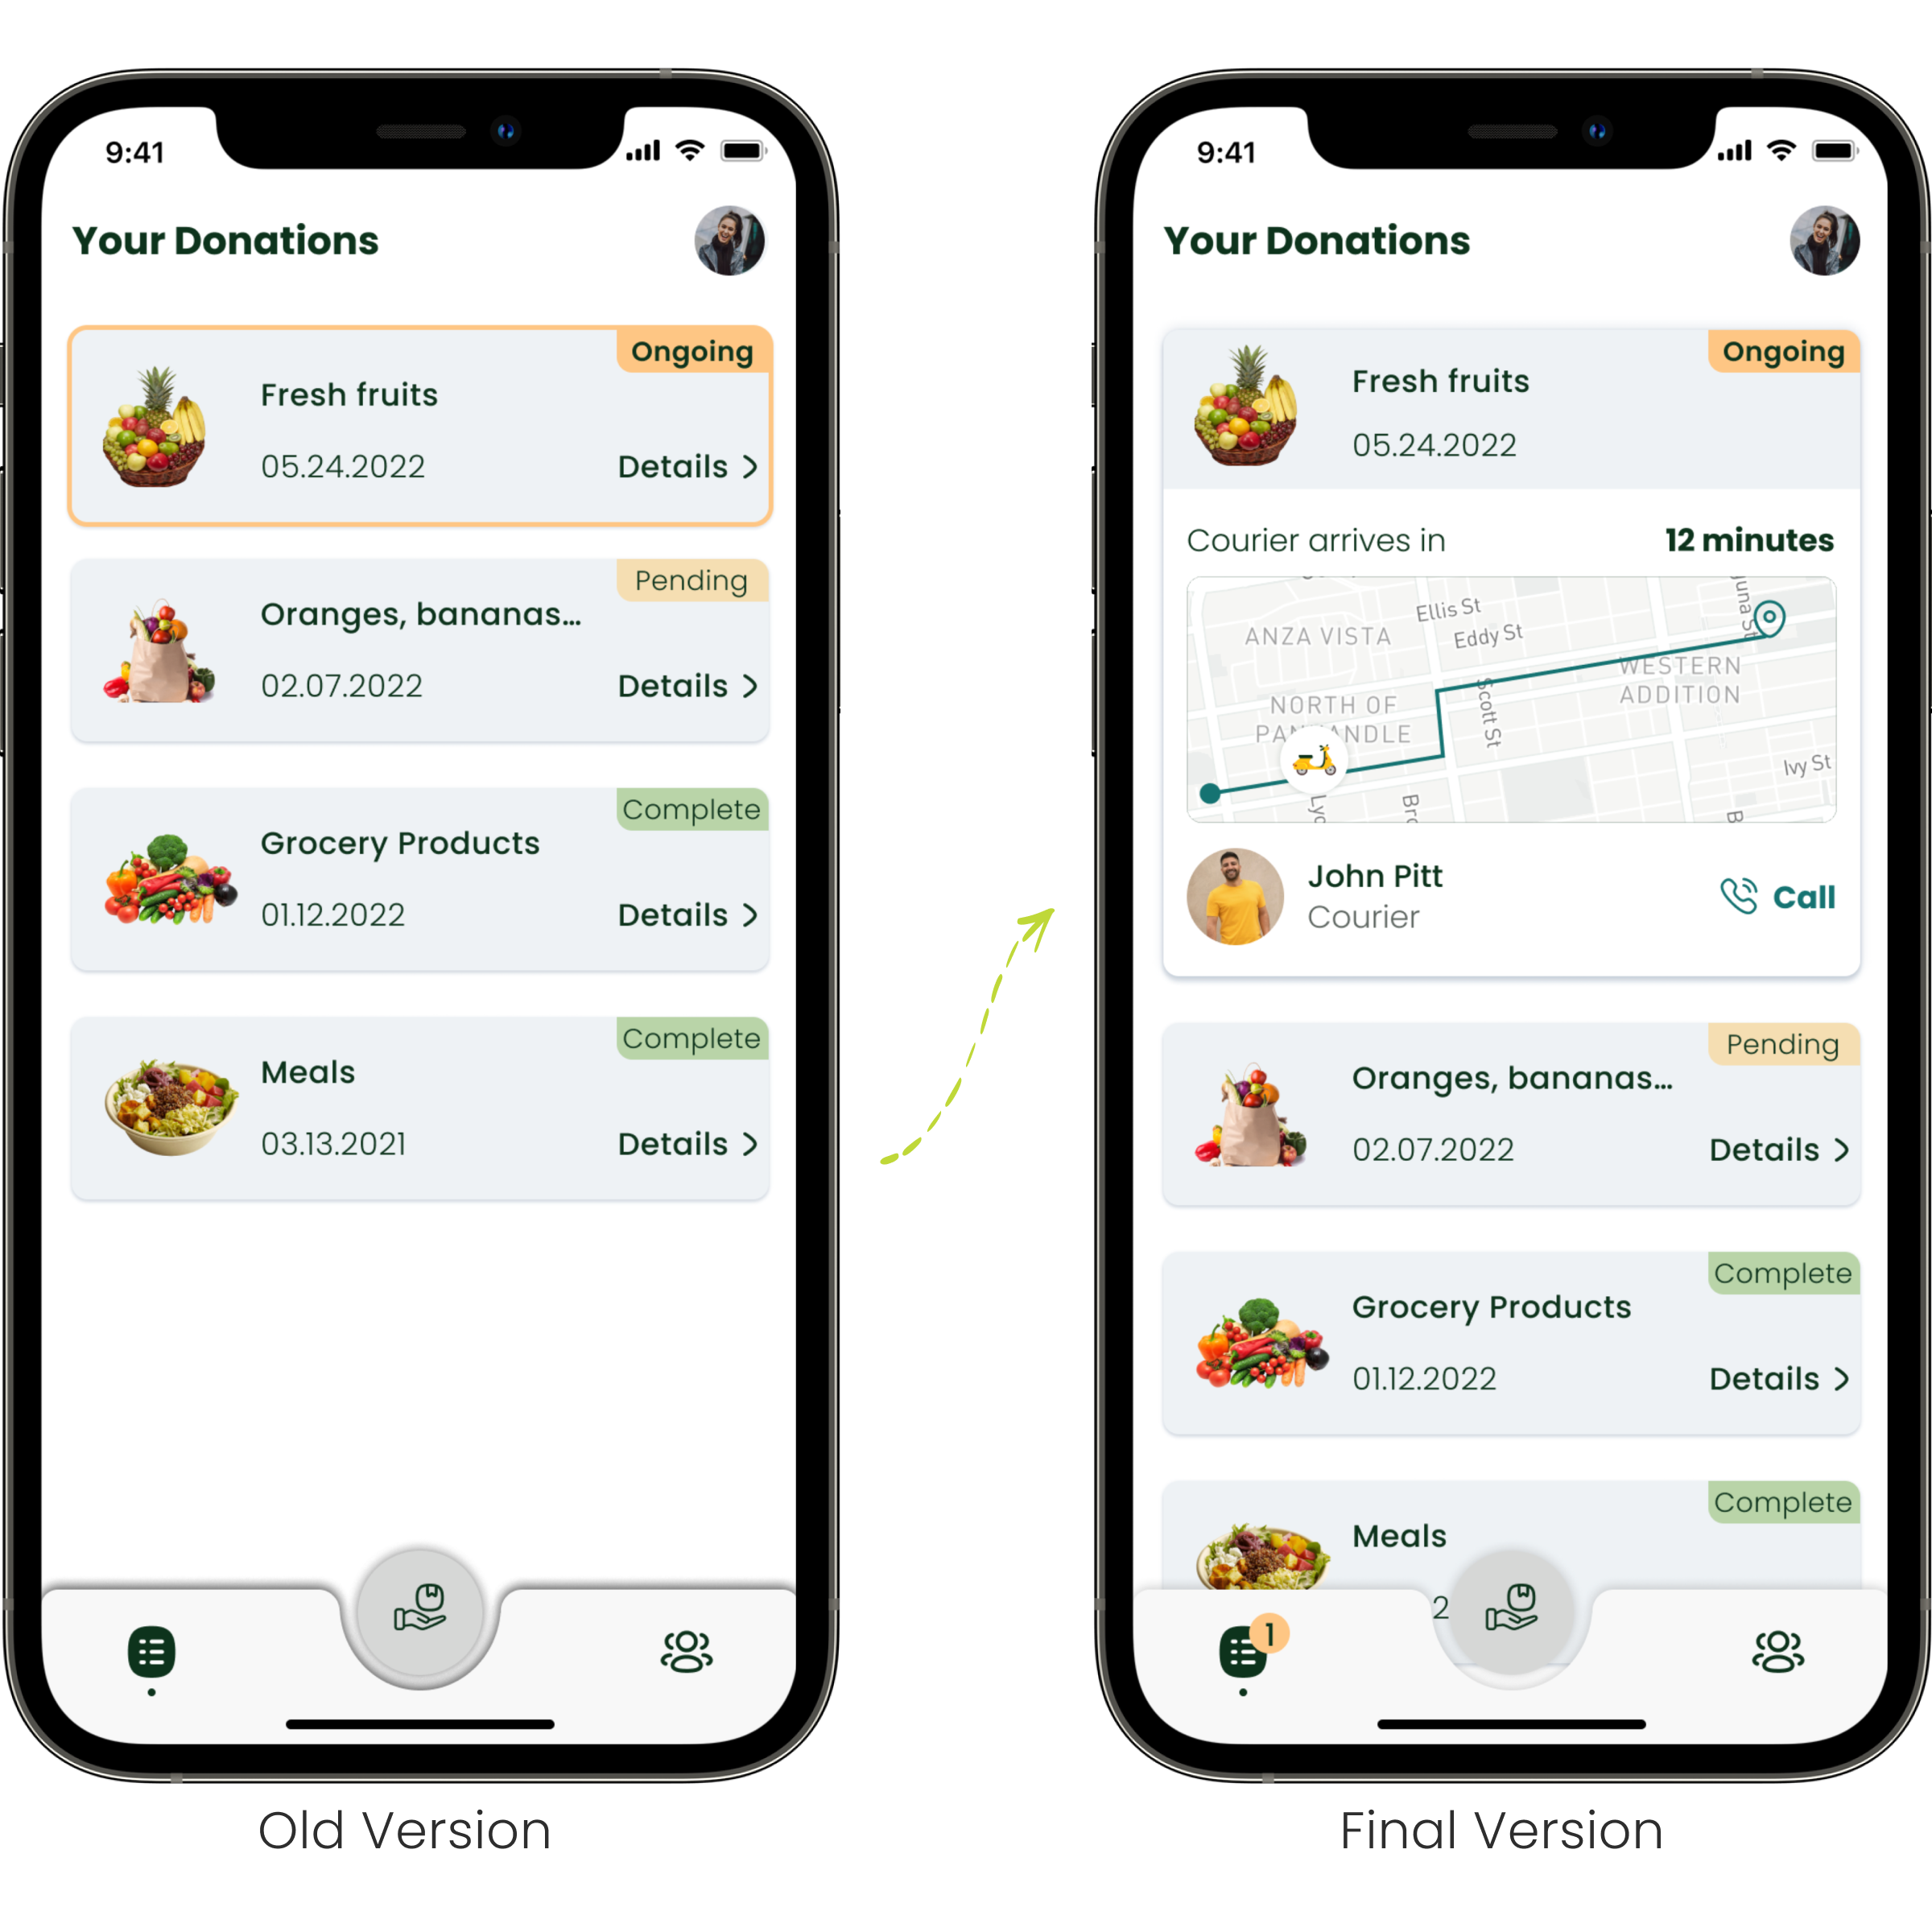 9:41
Your Donations
Ongoing
Fresh fruits
05.24.2022
Details
Pending
Oranges, bananas...
02.07.2022
Details
Complete
Grocery Products
01.12.2022
Details
Complete
Meals
03.13.2021
Details
Old Version
9:41
Your Donations
Ongoing
Fresh fruits
05.24.2022
Courier arrives in
12 minutes
Ellis St
Eddy St
ANZA VISTA
WESTERN
ADDITION
NORTH OF
Scott St
Ivy St
John Pitt
Courier
Call
Pending
Oranges, bananas...
02.07.2022
Details
Complete
Grocery Products
01.12.2022
Details
Complete
Meals
2
1
Final Version